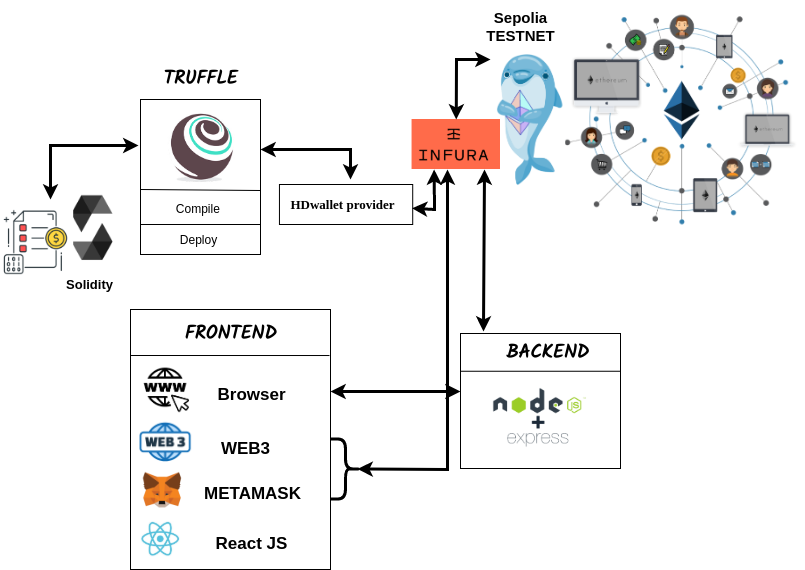 Sepolia
TESTNET
TRUFFLE
ethereum
INFURA
Compile
HDwallet provider
Deploy
Solidity
FRONTEND
BACKEND
www
Browser
node JS
express
WEB 3
WEB3
METAMASK
React JS